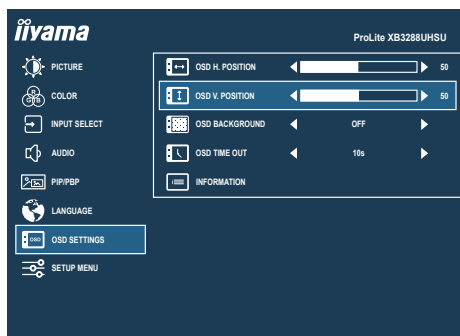 iiyama
ProLite XB3288UHSU
PICTURE
COLOR
INPUT SELECT
AUDIO
PIP/PBP
LANGUAGE
OSD SETTINGS
SETUP MENU
OSD H. POSITION 50
OSD V. POSITION 50
OSD BACKGROUND OFF
OSD TIME OUT 10s
INFORMATION
R
G B
OSD